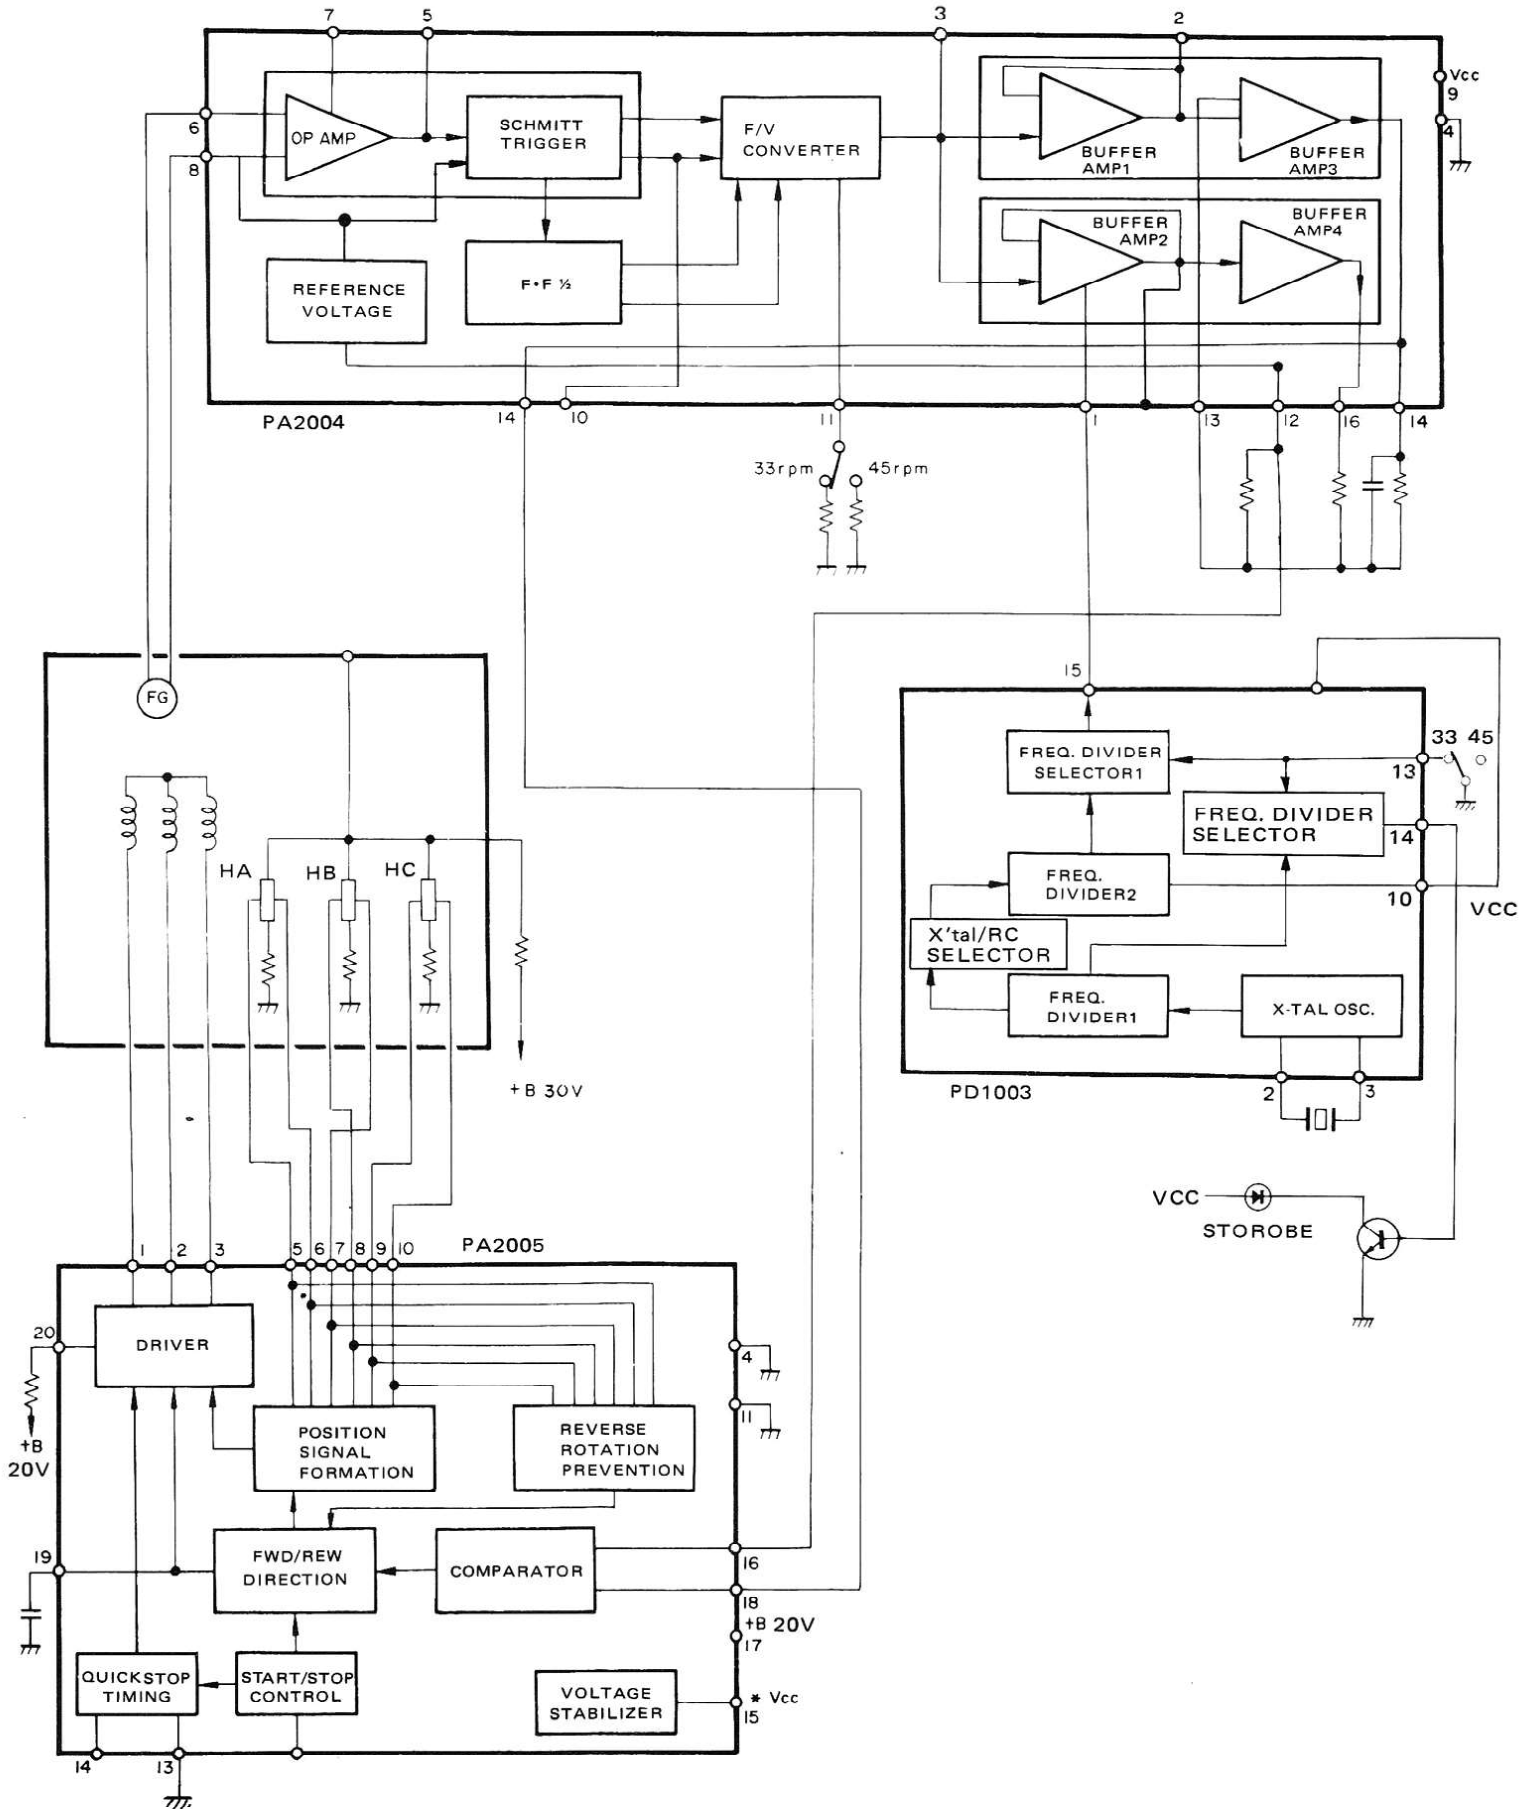 7
5
3
2
Vcc
9
4
6
8
OP AMP
SCHMITT
TRIGGER
F/V
CONVERTER
BUFFER
AMP1
BUFFER
AMP3
BUFFER
AMP2
BUFFER
AMP4
REFERENCE
VOLTAGE
F•F ½
PA2004
14
10
11
1
13
12
16
14
33rpm
45rpm
FG
HA
HB
HC
+B 30V
15
FREQ. DIVIDER
SELECTOR1
FREQ. DIVIDER
SELECTOR
FREQ.
DIVIDER2
X'tal/RC
SELECTOR
FREQ.
DIVIDER1
X-TAL OSC.
33 45
13
14
10
VCC
PD1003
2
3
VCC
STOROBE
PA2005
1
2
3
5
6
7
8
9
10
20
DRIVER
+B
20V
4
11
POSITION
SIGNAL
FORMATION
REVERSE
ROTATION
PREVENTION
19
FWD/REW
DIRECTION
COMPARATOR
16
18
+B 20V
17
QUICKSTOP
TIMING
START/STOP
CONTROL
VOLTAGE
STABILIZER
* Vcc
15
14
13